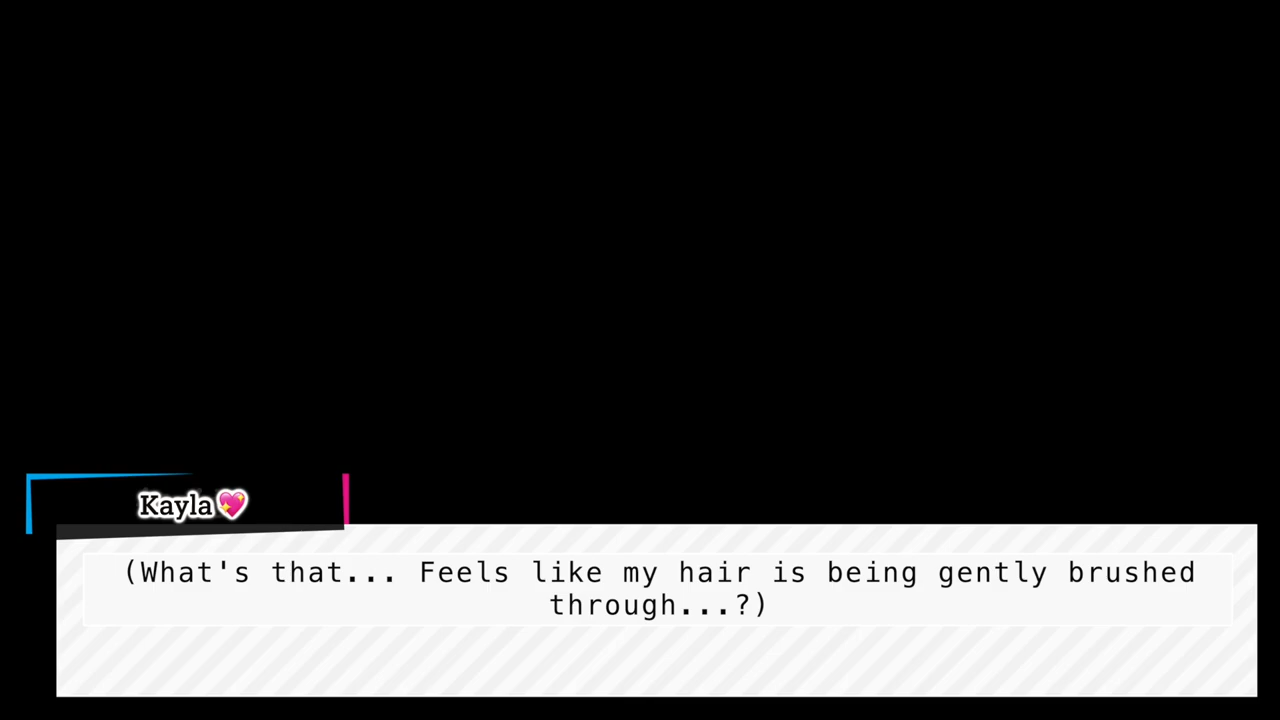 Kayla💖
(What's that... Feels like my hair is being gently brushed
through...?)